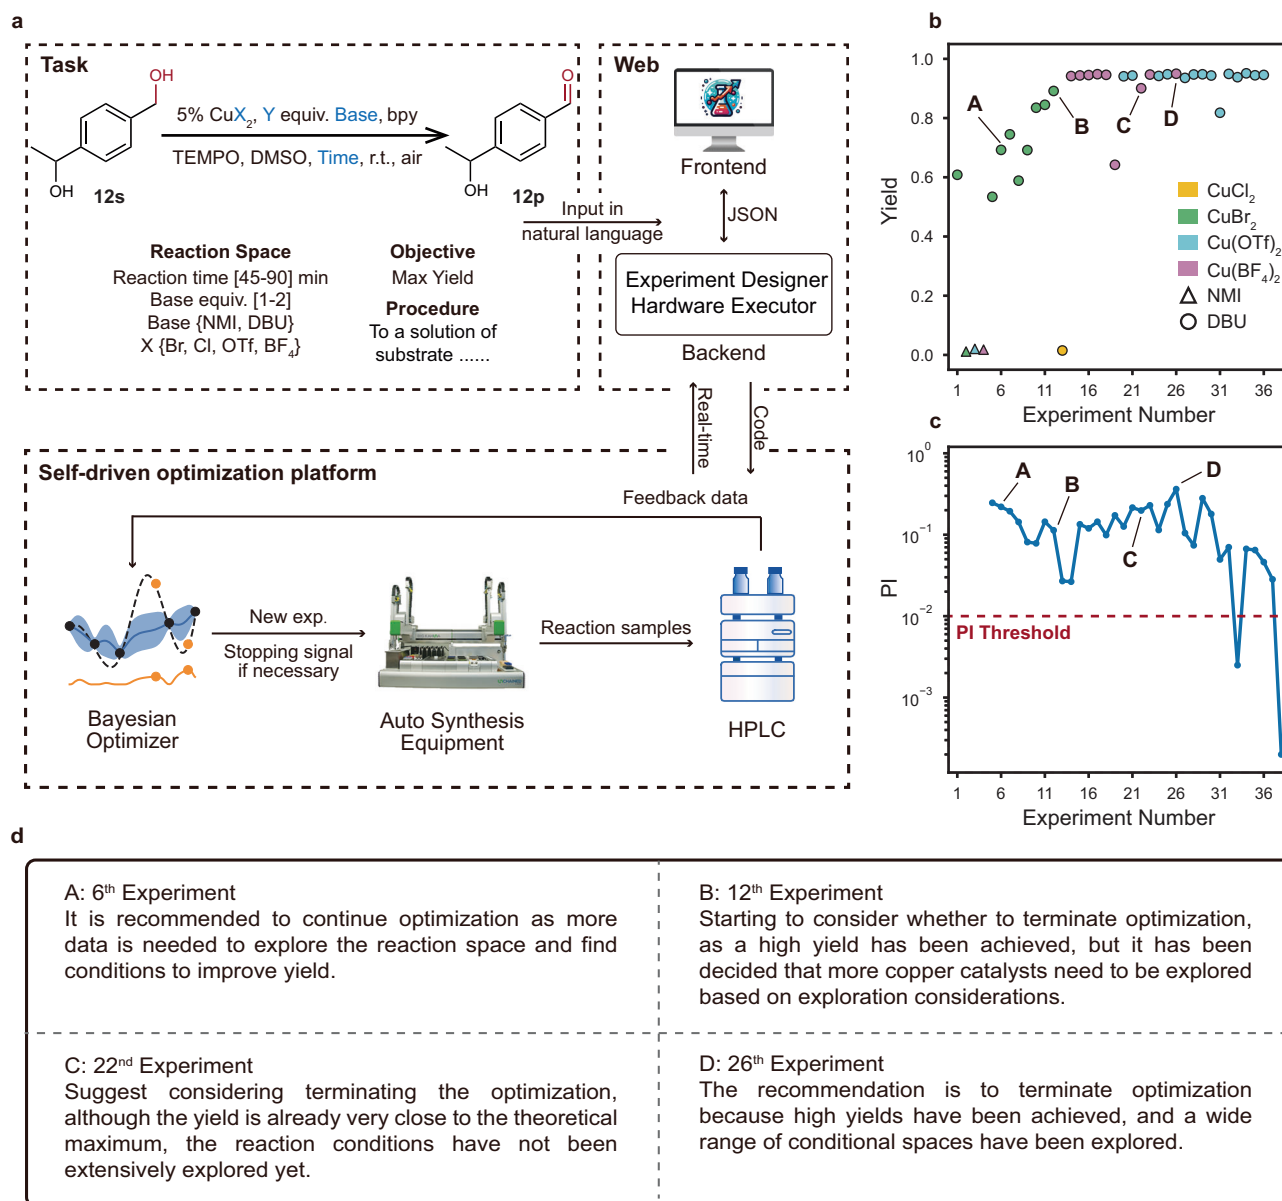 a
Task
OH
OH
12s
5% CuX₂, Y equiv. Base, bpy
TEMPO, DMSO, Time, r.t., air
O
OH
12p
Reaction Space
Reaction time [45-90] min
Base equiv. [1-2]
Base {NMI, DBU}
X {Br, Cl, OTf, BF₄}
Objective
Max Yield
Procedure
To a solution of
substrate ......
Input in
natural language
Web
Frontend
JSON
Experiment Designer
Hardware Executor
Backend
Real-time
Code
Self-driven optimization platform
Feedback data
Bayesian
Optimizer
New exp.
Stopping signal
if necessary
Auto Synthesis
Equipment
Reaction samples
HPLC
b
Yield
1.0
0.8
0.6
0.4
0.2
0.0
A
B
C
D
CuCl₂
CuBr₂
Cu(OTf)₂
Cu(BF₄)₂
NMI
DBU
1 6 11 16 21 26 31 36
Experiment Number
c
PI
10⁰
10⁻¹
10⁻²
10⁻³
A
B
C
D
PI Threshold
1 6 11 16 21 26 31 36
Experiment Number
d
A: 6th Experiment
It is recommended to continue optimization as more
data is needed to explore the reaction space and find
conditions to improve yield.
B: 12th Experiment
Starting to consider whether to terminate optimization,
as a high yield has been achieved, but it has been
decided that more copper catalysts need to be explored
based on exploration considerations.
C: 22nd Experiment
Suggest considering terminating the optimization,
although the yield is already very close to the theoretical
maximum, the reaction conditions have not been
extensively explored yet.
D: 26th Experiment
The recommendation is to terminate optimization
because high yields have been achieved, and a wide
range of conditional spaces have been explored.